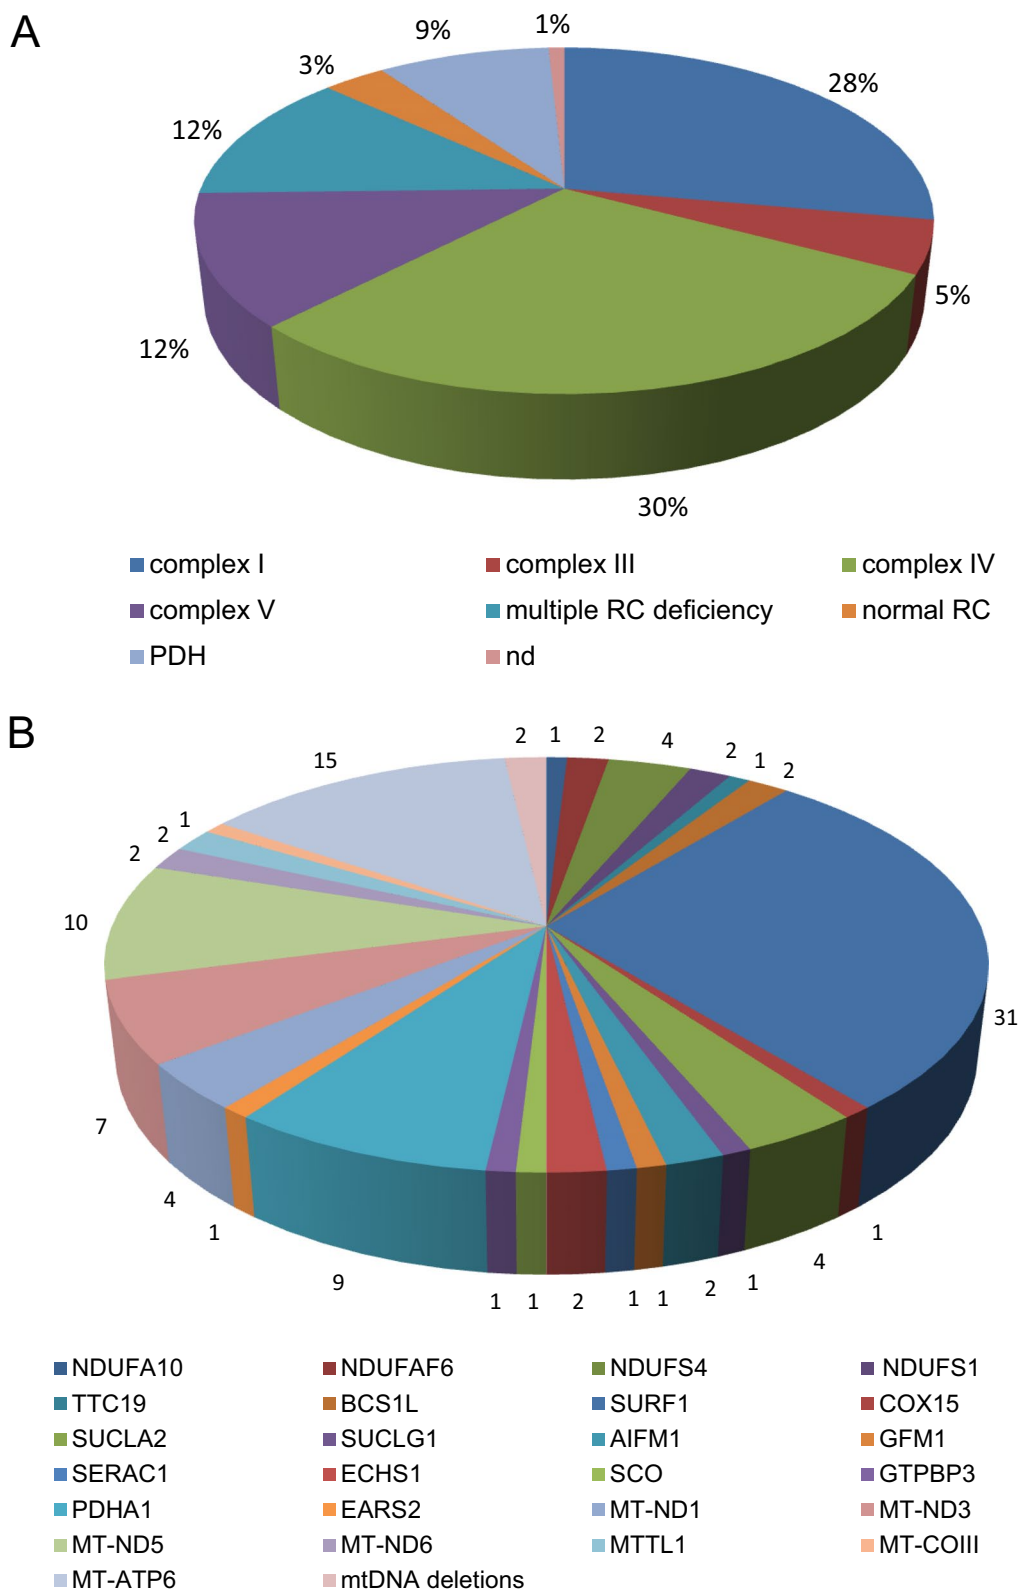 A
1%
9%
3%
28%
12%
5%
12%
30%
complex I complex III complex IV
complex V multiple RC deficiency normal RC
PDH nd
B
2 1 2 4 2 1 2
15
1
2
2
10
31
7
4
1
9
1 1 2 1 1 2 1 4 1
NDUFA10 NDUFAF6 NDUFS4 NDUFS1
TTC19 BCS1L SURF1 COX15
SUCLA2 SUCLG1 AIFM1 GFM1
SERAC1 ECHS1 SCO GTPBP3
PDHA1 EARS2 MT-ND1 MT-ND3
MT-ND5 MT-ND6 MTTL1 MT-COIII
MT-ATP6 mtDNA deletions